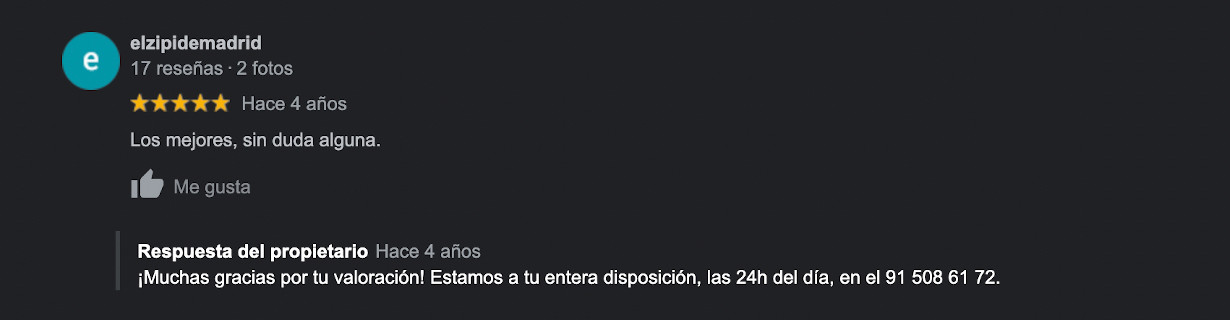 e
elzipidemadrid
17 reseñas · 2 fotos
Hace 4 años
Los mejores, sin duda alguna.
Me gusta
Respuesta del propietario Hace 4 años
¡Muchas gracias por tu valoración! Estamos a tu entera disposición, las 24h del día, en el 91 508 61 72.